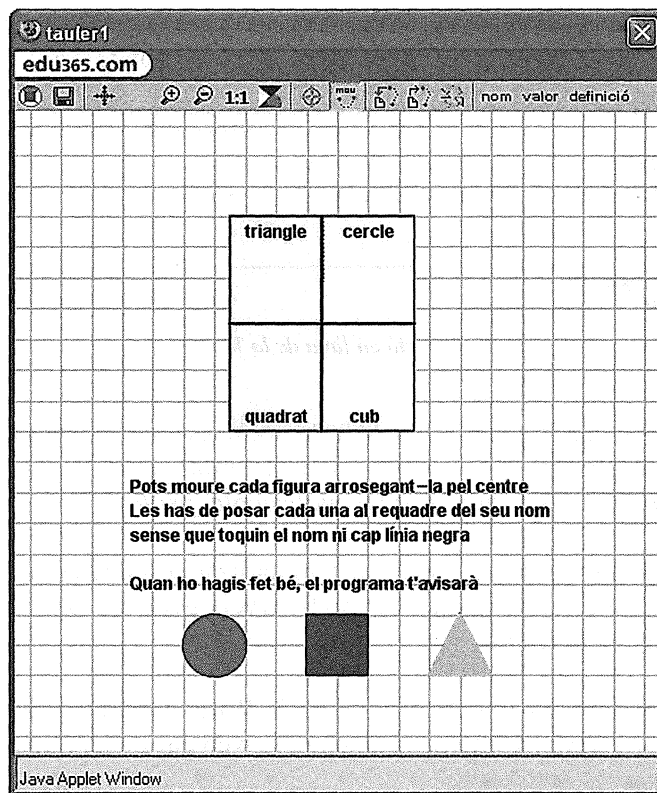 tauler1
edu365.com
1:1 mou nom valor definició
triangle cercle
quadrat cub
Pots moure cada figura arrosegant-la pel centre
Les has de posar cada una al requadre del seu nom
sense que toquin el nom ni cap línia negra
Quan ho hagis fet bé, el programa t'avisarà
Java Applet Window